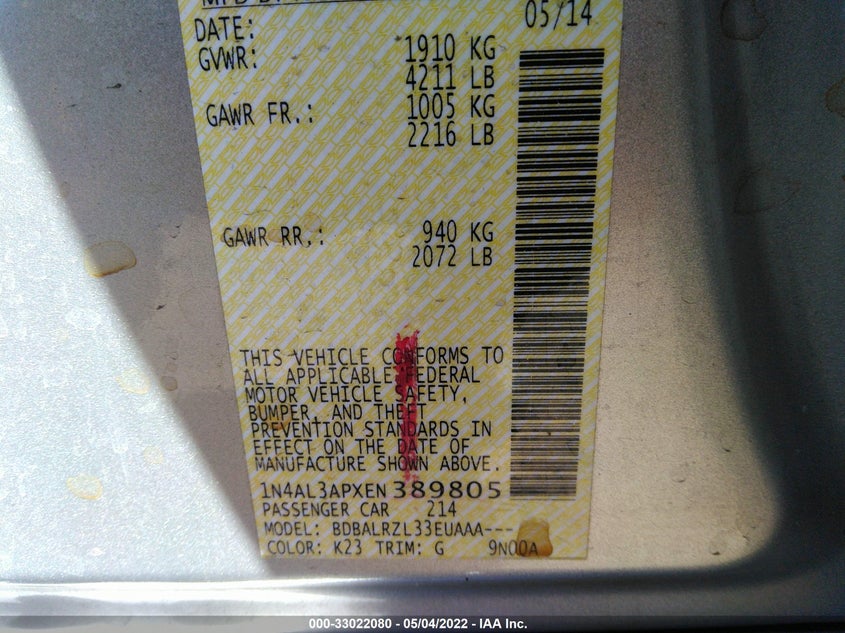 DATE: 05/14
GVWR: 1910 KG
4211 LB
GAWR FR.: 1005 KG
2216 LB
GAWR RR.: 940 KG
2072 LB
THIS VEHICLE CONFORMS TO
ALL APPLICABLE FEDERAL
MOTOR VEHICLE SAFETY,
BUMPER, AND THEFT
PREVENTION STANDARDS IN
EFFECT ON THE DATE OF
MANUFACTURE SHOWN ABOVE.
1N4AL3APXEN389805
PASSENGER CAR 214
MODEL: BDBALRZL33EUAAA---
COLOR: K23 TRIM: G 9N00A
000-33022080 - 05/04/2022 - IAA Inc.